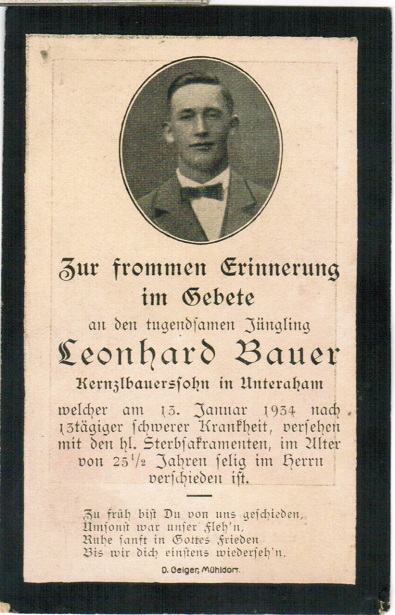 Zur frommen Erinnerung
im Gebete
an den tugendsamen Jüngling
Leonhard Bauer
Kernzlbauerssohn in Unteraham
welcher am 13. Januar 1934 nach
13tägiger schwerer Krankheit, versehen
mit den hl. Sterbsakramenten, im Alter
von 25½ Jahren selig im Herrn
verschieden ist.
Zu früh bist Du von uns geschieden,
Umsonst war unser Fleh'n,
Ruhe sanft in Gottes Frieden
Bis wir dich einstens wiederseh'n.
D. Geiger, Mühldorf.